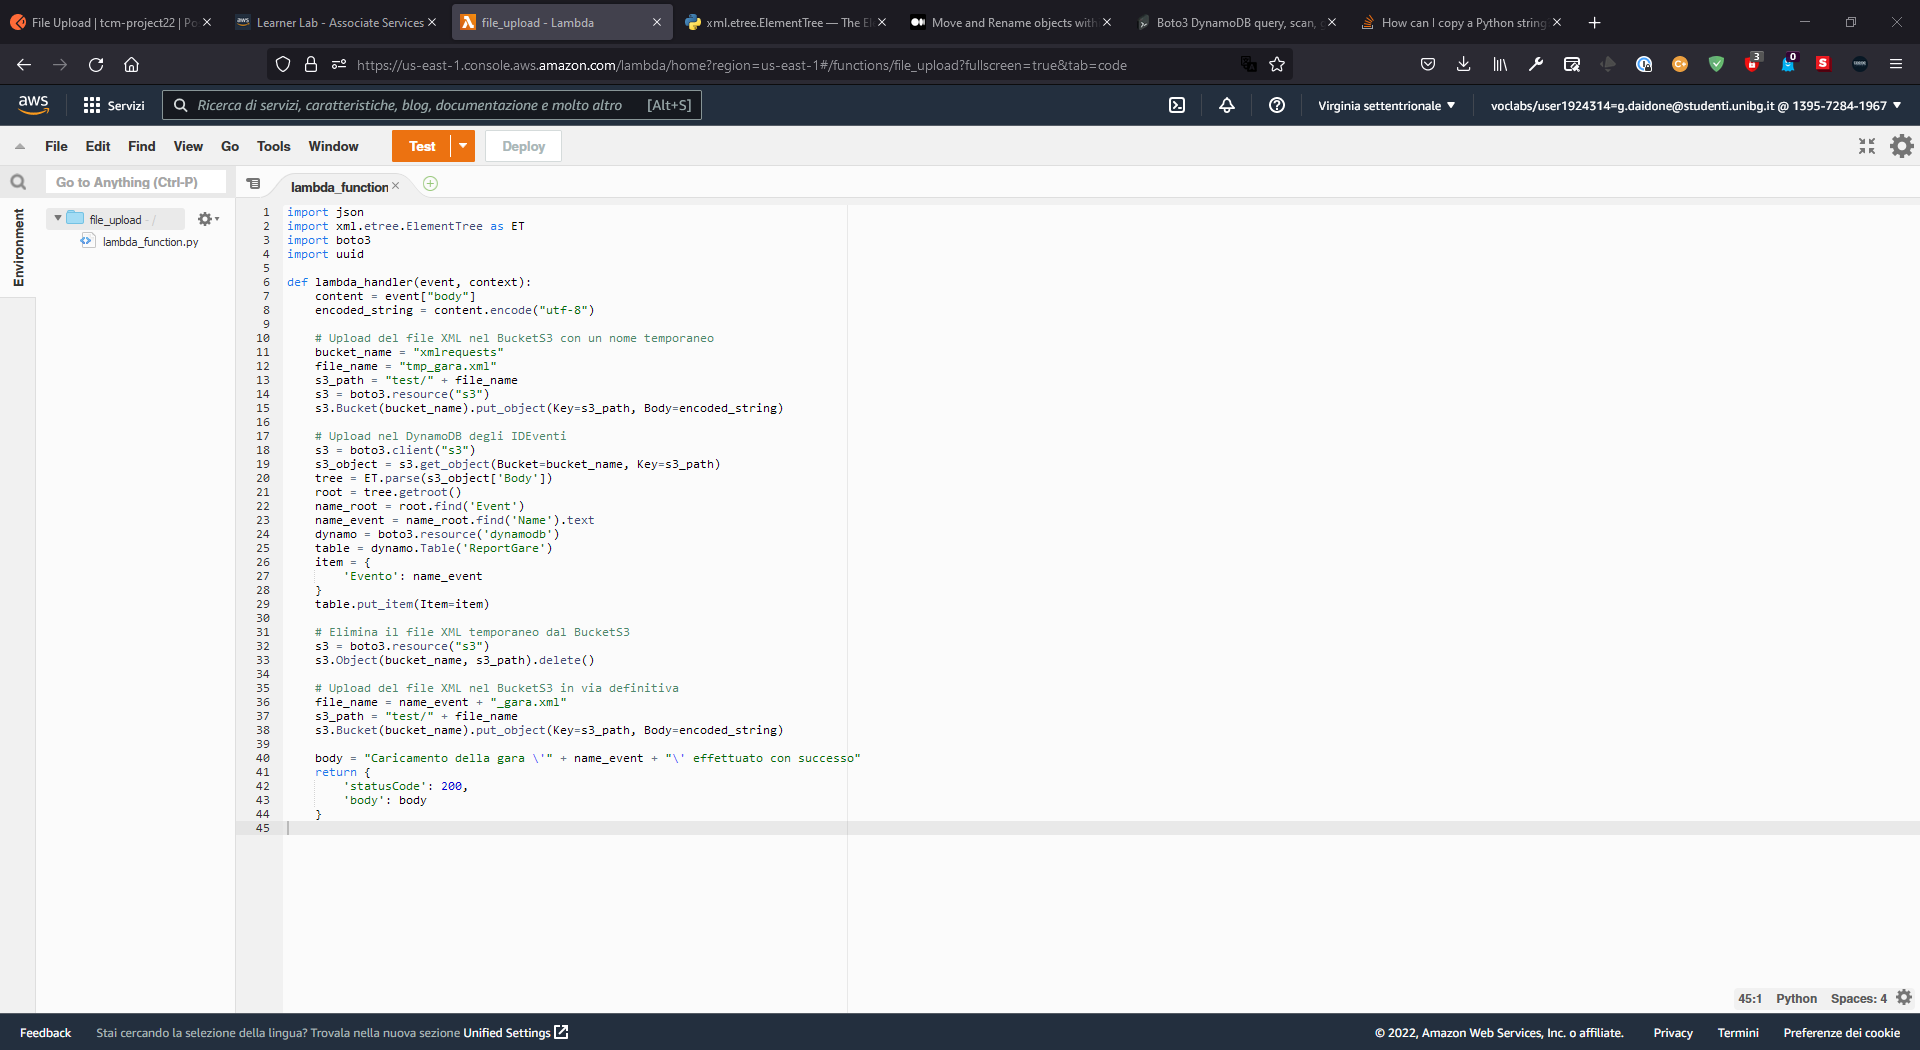 File Upload | tcm-project22 | Po
Learner Lab - Associate Services
file_upload - Lambda
xml.etree.ElementTree — The El
Move and Rename objects with
Boto3 DynamoDB query, scan,
How can I copy a Python string
https://us-east-1.console.aws.amazon.com/lambda/home?region=us-east-1#/functions/file_upload?fullscreen=true&tab=code
3
0
aws
Servizi
Ricerca di servizi, caratteristiche, blog, documentazione e molto altro
[Alt+S]
Virginia settentrionale
voclabs/user1924314=g.daidone@studenti.unibg.it @ 1395-7284-1967
File Edit Find View Go Tools Window
Test
Deploy
Go to Anything (Ctrl-P)
lambda_function
Environment
file_upload - /
lambda_function.py
1 import json
2 import xml.etree.ElementTree as ET
3 import boto3
4 import uuid
5
6 def lambda_handler(event, context):
7     content = event["body"]
8     encoded_string = content.encode("utf-8")
9
10     # Upload del file XML nel BucketS3 con un nome temporaneo
11     bucket_name = "xmlrequests"
12     file_name = "tmp_gara.xml"
13     s3_path = "test/" + file_name
14     s3 = boto3.resource("s3")
15     s3.Bucket(bucket_name).put_object(Key=s3_path, Body=encoded_string)
16
17     # Upload nel DynamoDB degli IDEventi
18     s3 = boto3.client("s3")
19     s3_object = s3.get_object(Bucket=bucket_name, Key=s3_path)
20     tree = ET.parse(s3_object['Body'])
21     root = tree.getroot()
22     name_root = root.find('Event')
23     name_event = name_root.find('Name').text
24     dynamo = boto3.resource('dynamodb')
25     table = dynamo.Table('ReportGare')
26     item = {
27         'Evento': name_event
28     }
29     table.put_item(Item=item)
30
31     # Elimina il file XML temporaneo dal BucketS3
32     s3 = boto3.resource("s3")
33     s3.Object(bucket_name, s3_path).delete()
34
35     # Upload del file XML nel BucketS3 in via definitiva
36     file_name = name_event + "_gara.xml"
37     s3_path = "test/" + file_name
38     s3.Bucket(bucket_name).put_object(Key=s3_path, Body=encoded_string)
39
40     body = "Caricamento della gara \'" + name_event + "\' effettuato con successo"
41     return {
42         'statusCode': 200,
43         'body': body
44     }
45
45:1 Python Spaces: 4
Feedback
Stai cercando la selezione della lingua? Trovala nella nuova sezione Unified Settings
© 2022, Amazon Web Services, Inc. o affiliate.
Privacy
Termini
Preferenze dei cookie